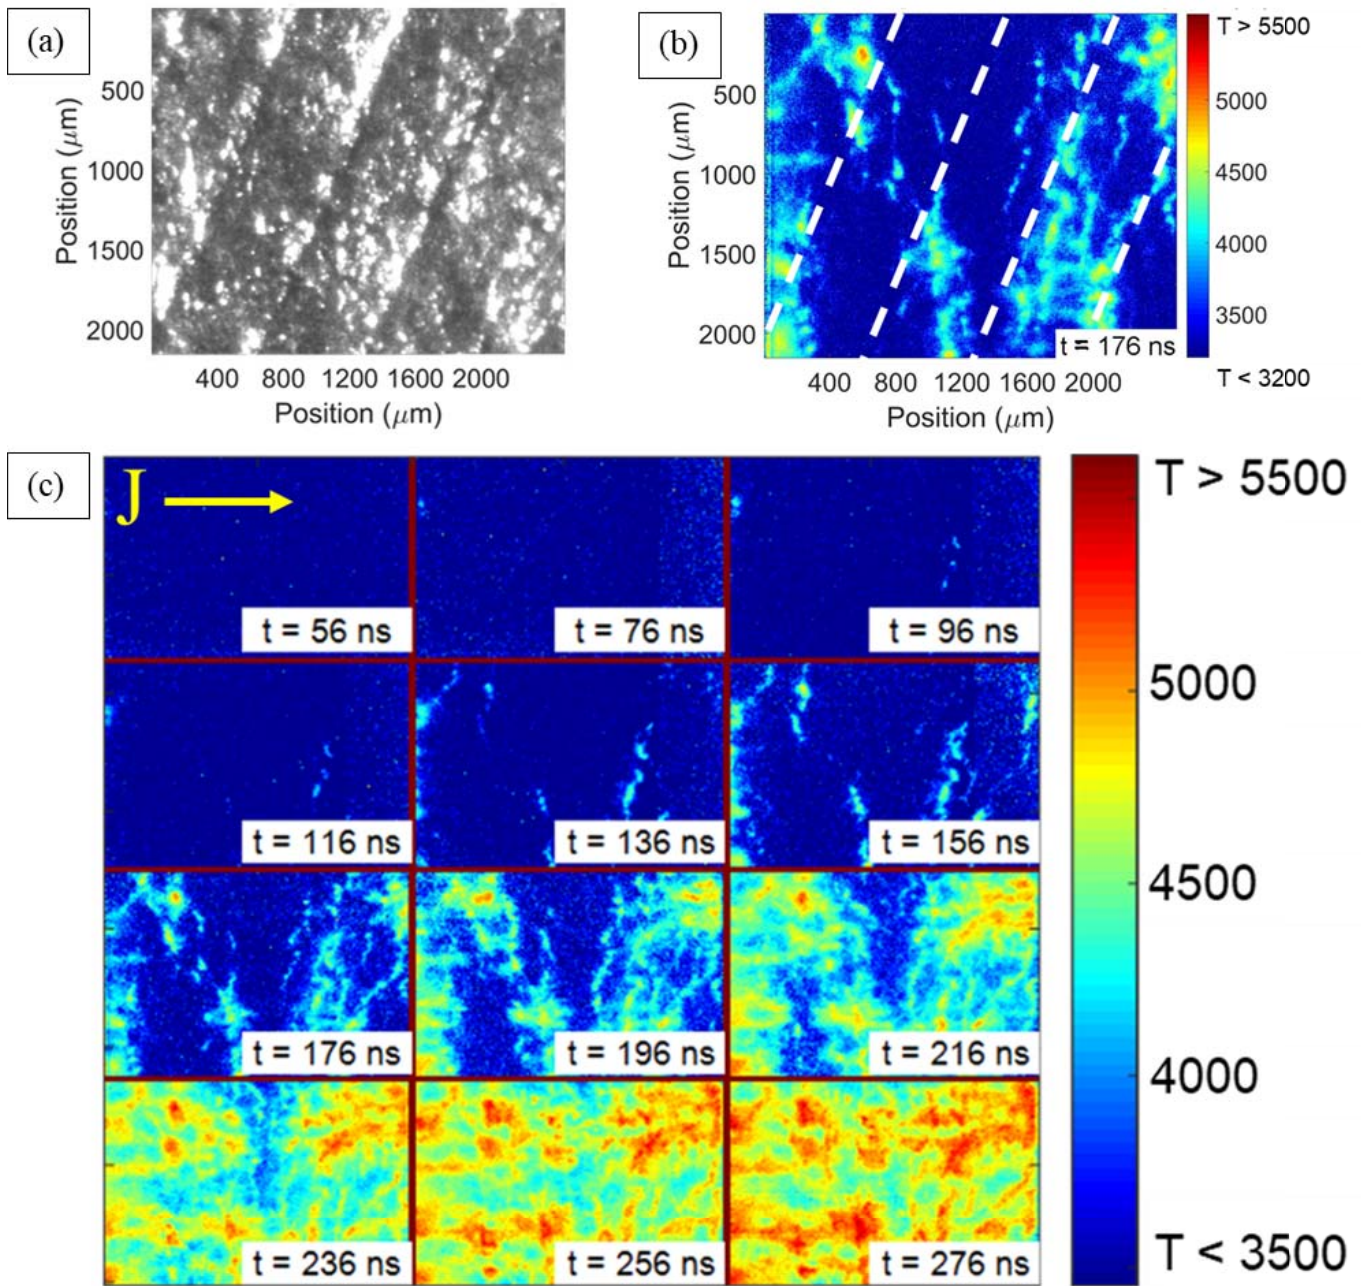 (a)
500
1000
1500
2000
Position (μm)
400 800 1200 1600 2000
Position (μm)
(b)
500
1000
1500
2000
Position (μm)
t = 176 ns
400 800 1200 1600 2000
Position (μm)
T > 5500
5000
4500
4000
3500
T < 3200
(c)
J
t = 56 ns
t = 76 ns
t = 96 ns
t = 116 ns
t = 136 ns
t = 156 ns
t = 176 ns
t = 196 ns
t = 216 ns
t = 236 ns
t = 256 ns
t = 276 ns
T > 5500
5000
4500
4000
T < 3500